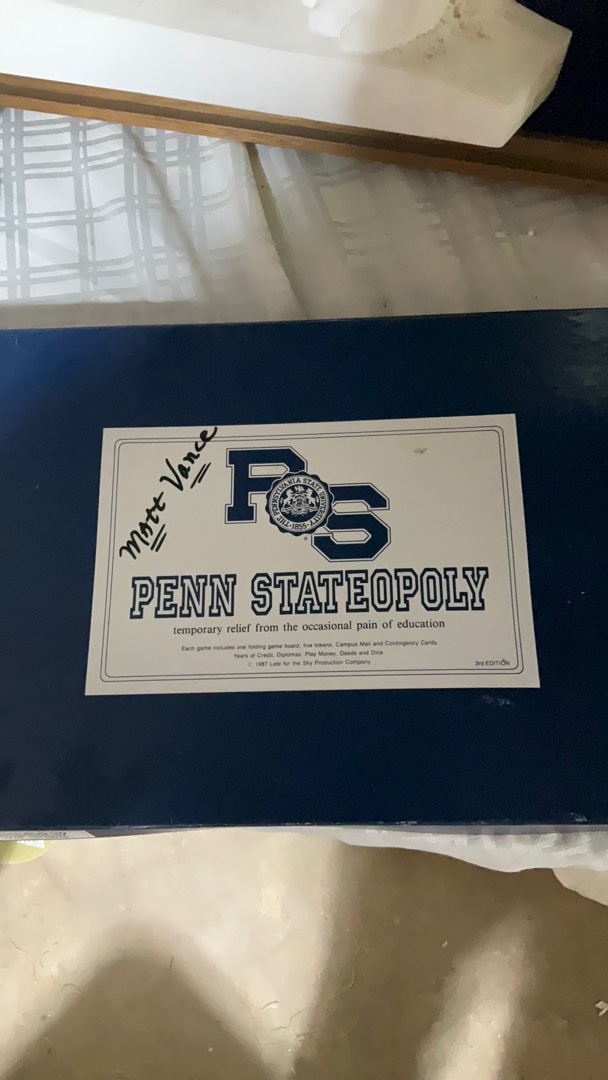 Matt Vance
PS
THE PENNSYLVANIA STATE UNIVERSITY
1855
PENN STATEOPOLY
temporary relief from the occasional pain of education
Each game includes one folding game board, five tokens, Campus Mail and Contingency Cards,
Years of Credit, Diplomas, Play Money, Deeds and Dice
© 1987 Late for the Sky Production Company
3rd EDITION